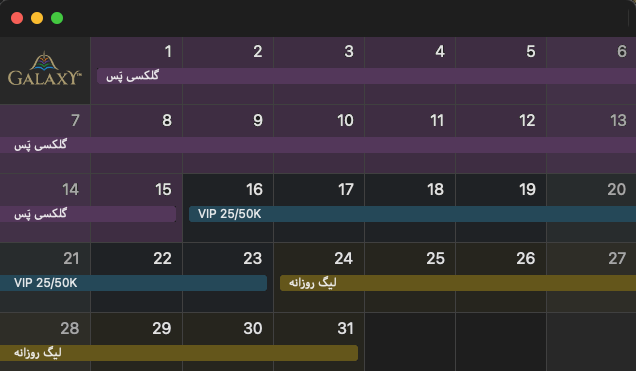 GALAXY
1 2 3 4 5 6
گلکسی پَس
7 8 9 10 11 12 13
گلکسی پَس
14 15 16 17 18 19 20
گلکسی پَس VIP 25/50K
21 22 23 24 25 26 27
VIP 25/50K لیگ روزانه
28 29 30 31
لیگ روزانه